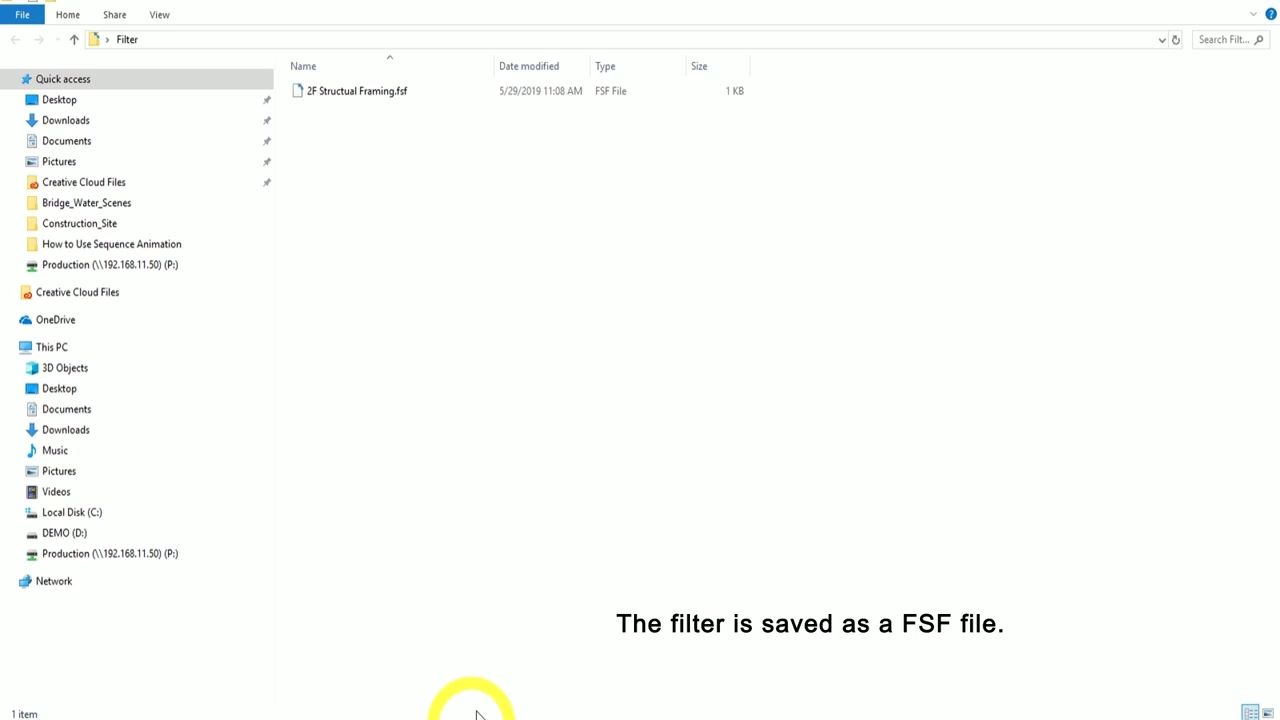 File Home Share View
Filter
Search Filt...
Name Date modified Type Size
2F Structual Framing.fsf 5/29/2019 11:08 AM FSF File 1 KB
Quick access
Desktop
Downloads
Documents
Pictures
Creative Cloud Files
Bridge_Water_Scenes
Construction_Site
How to Use Sequence Animation
Production (\\192.168.11.50) (P:)
Creative Cloud Files
OneDrive
This PC
3D Objects
Desktop
Documents
Downloads
Music
Pictures
Videos
Local Disk (C:)
DEMO (D:)
Production (\\192.168.11.50) (P:)
Network
The filter is saved as a FSF file.
1 item